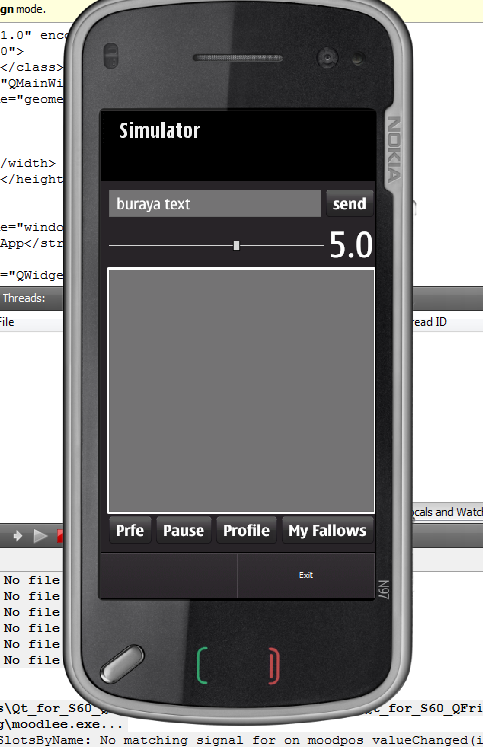 gn mode.
1.0" enc
0">
</class>
"QMainWi
e="geome
/width>
</height
e="windo
App</str
="QWidge
Threads:
File
read ID
ocals and Watch
No file
No file
No file
No file
No file
No file
s\Qt_for_S60_Q
t_for_S60_QFri
g\moodlee.exe...
SlotsByName: No matching signal for on moodpos valueChanged(i
NOKIA
Simulator
buraya text
send
5.0
Prfe
Pause
Profile
My Fallows
Exit
N97